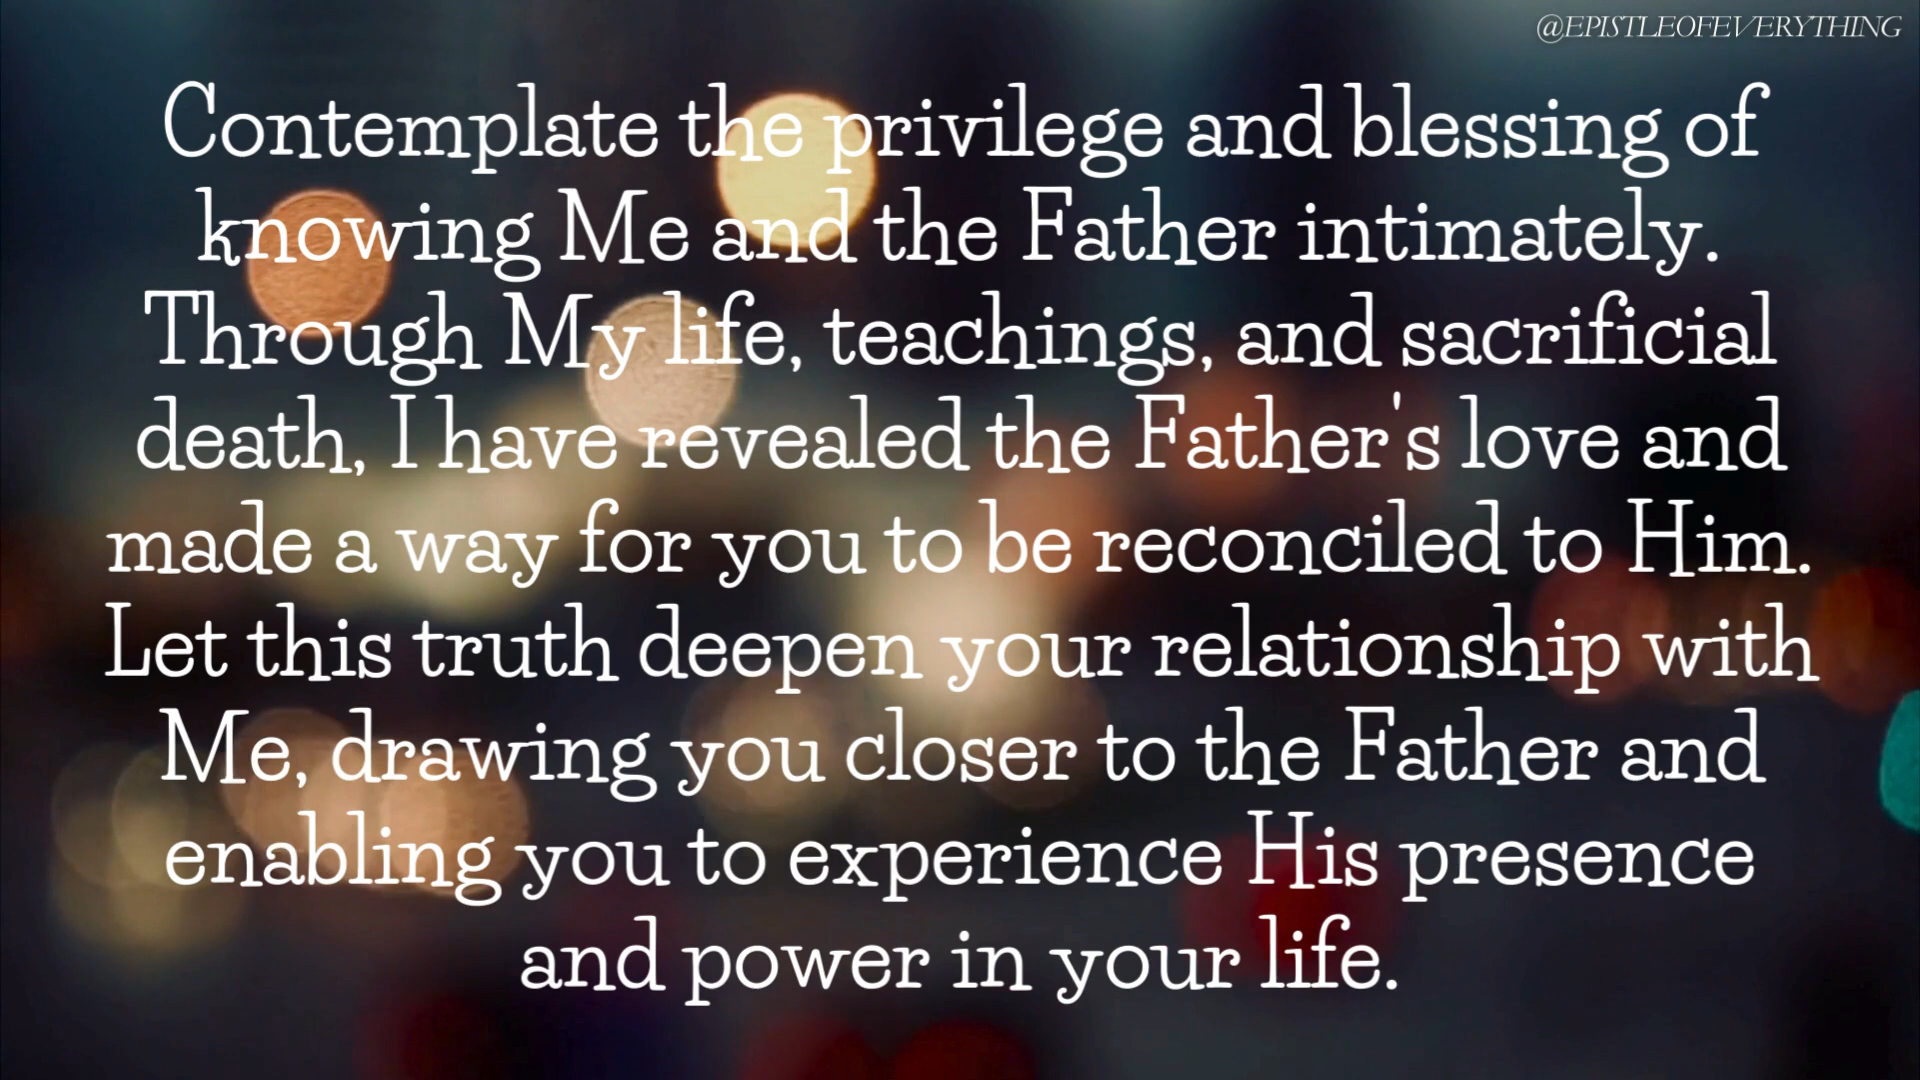 @EPISTLEOFEVERYTHING
Contemplate the privilege and blessing of
knowing Me and the Father intimately.
Through My life, teachings, and sacrificial
death, I have revealed the Father's love and
made a way for you to be reconciled to Him.
Let this truth deepen your relationship with
Me, drawing you closer to the Father and
enabling you to experience His presence
and power in your life.